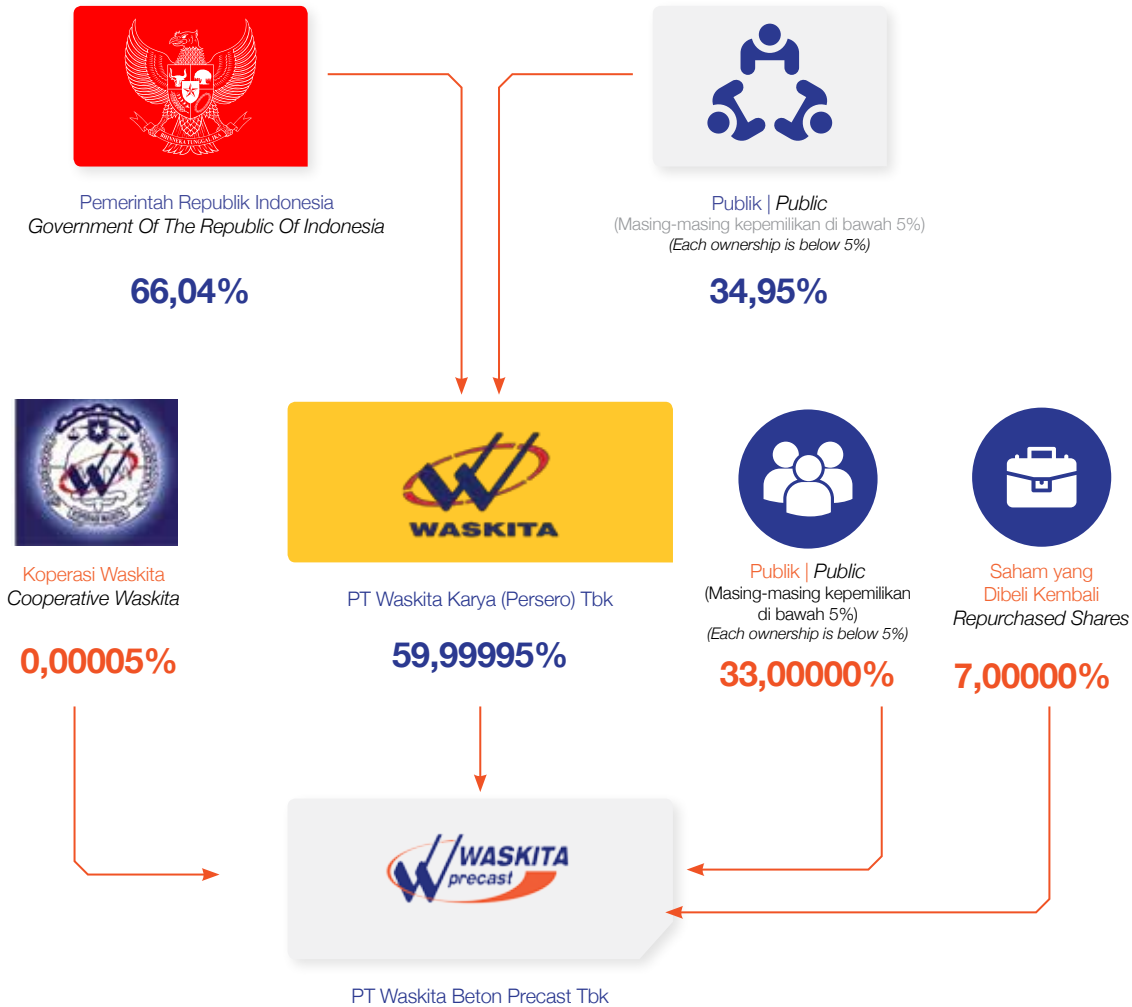 BHINNEKA TUNGGAL IKA
Pemerintah Republik Indonesia
Government Of The Republic Of Indonesia
66,04%
Publik | Public
(Masing-masing kepemilikan di bawah 5%)
(Each ownership is below 5%)
34,95%
Koperasi Waskita
Cooperative Waskita
0,00005%
WASKITA
PT Waskita Karya (Persero) Tbk
59,99995%
Publik | Public
(Masing-masing kepemilikan
di bawah 5%)
(Each ownership is below 5%)
33,00000%
Saham yang
Dibeli Kembali
Repurchased Shares
7,00000%
WASKITA
precast
PT Waskita Beton Precast Tbk